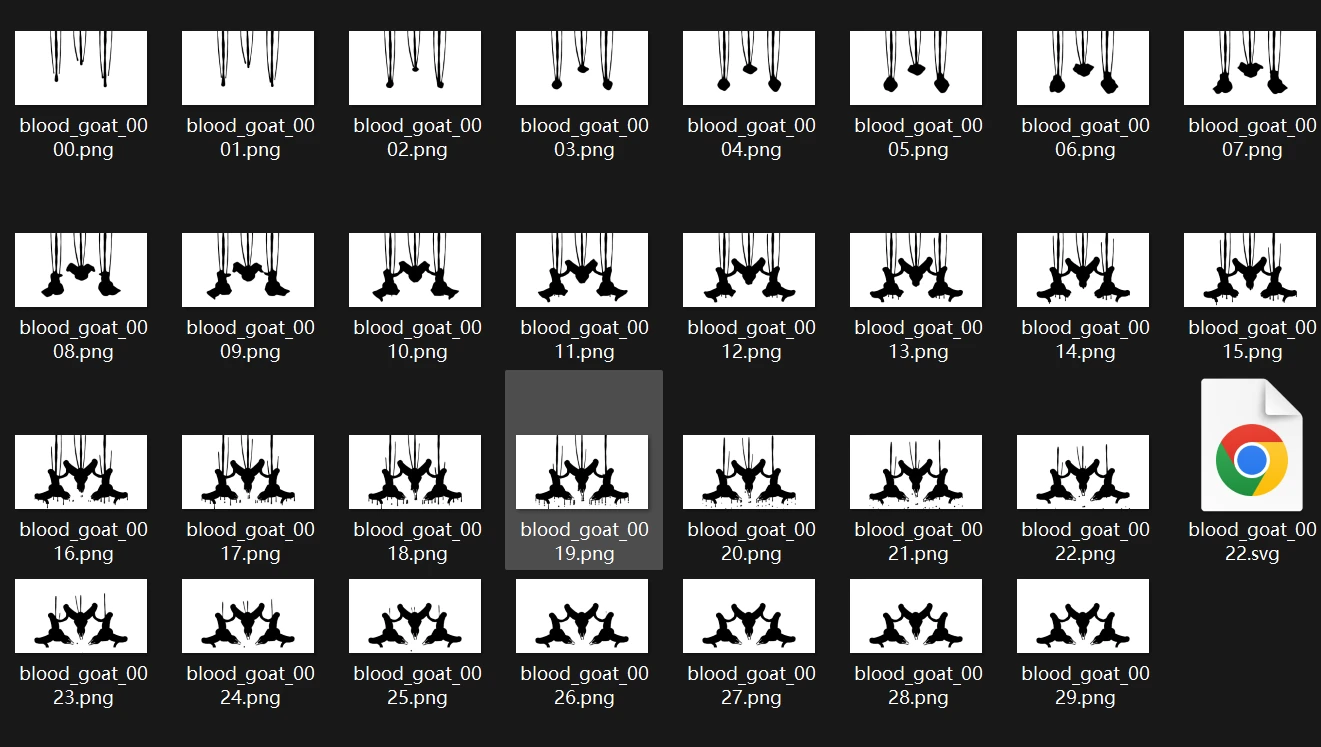 blood_goat_00
00.png
blood_goat_00
01.png
blood_goat_00
02.png
blood_goat_00
03.png
blood_goat_00
04.png
blood_goat_00
05.png
blood_goat_00
06.png
blood_goat_00
07.png
blood_goat_00
08.png
blood_goat_00
09.png
blood_goat_00
10.png
blood_goat_00
11.png
blood_goat_00
12.png
blood_goat_00
13.png
blood_goat_00
14.png
blood_goat_00
15.png
blood_goat_00
16.png
blood_goat_00
17.png
blood_goat_00
18.png
blood_goat_00
19.png
blood_goat_00
20.png
blood_goat_00
21.png
blood_goat_00
22.png
blood_goat_00
22.svg
blood_goat_00
23.png
blood_goat_00
24.png
blood_goat_00
25.png
blood_goat_00
26.png
blood_goat_00
27.png
blood_goat_00
28.png
blood_goat_00
29.png